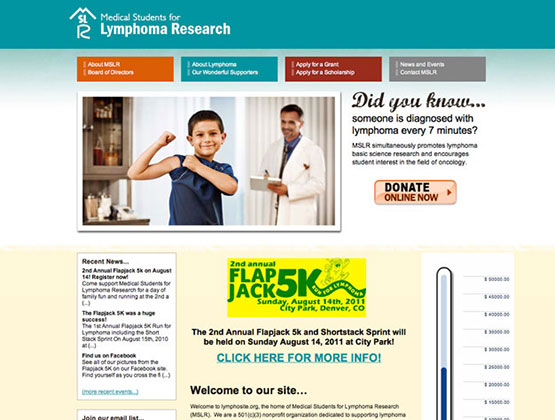 MSLR
Medical Students for
Lymphoma Research
About MSLR
Board of Directors
About Lymphoma
Our Wonderful Supporters
Apply for a Grant
Apply for a Scholarship
News and Events
Contact MSLR
Did you know...
someone is diagnosed with
lymphoma every 7 minutes?
MSLR simultaneously promotes lymphoma
basic science research and encourages
student interest in the field of oncology.
DONATE
ONLINE NOW
Recent News...
2nd Annual Flapjack 5k on August
14! Register now!
Come support Medical Students for
Lymphoma Research for a day of
family fun and running at the 2nd
a (...)
The Flapjack 5K was a huge
success!
The 1st Annual Flapjack 5K Run for
Lymphoma including the Short
Stack Sprint On August 15th, 2010
at (...)
Find us on Facebook
See all of our pictures from the
Flapjack 5K on our Facebook site.
Find yourself as you cross the fi (...)
(more recent events...)
Join our email list...
2nd annual
FLAP
JACK 5K
RUN FOR LYMPHOMA
Sunday, August 14th, 2011
City Park, Denver, CO
The 2nd Annual Flapjack 5k and Shortstack Sprint will
be held on Sunday August 14, 2011 at City Park!
CLICK HERE FOR MORE INFO!
Welcome to our site...
Welcome to lymphosite.org, the home of Medical Students for Lymphoma Research
(MSLR). We are a 501(c)(3) nonprofit organization dedicated to supporting lymphoma
$ 50000.00
$ 45000.00
$ 40000.00
$ 35000.00
$ 30000.00
$ 25000.00
$ 20000.00